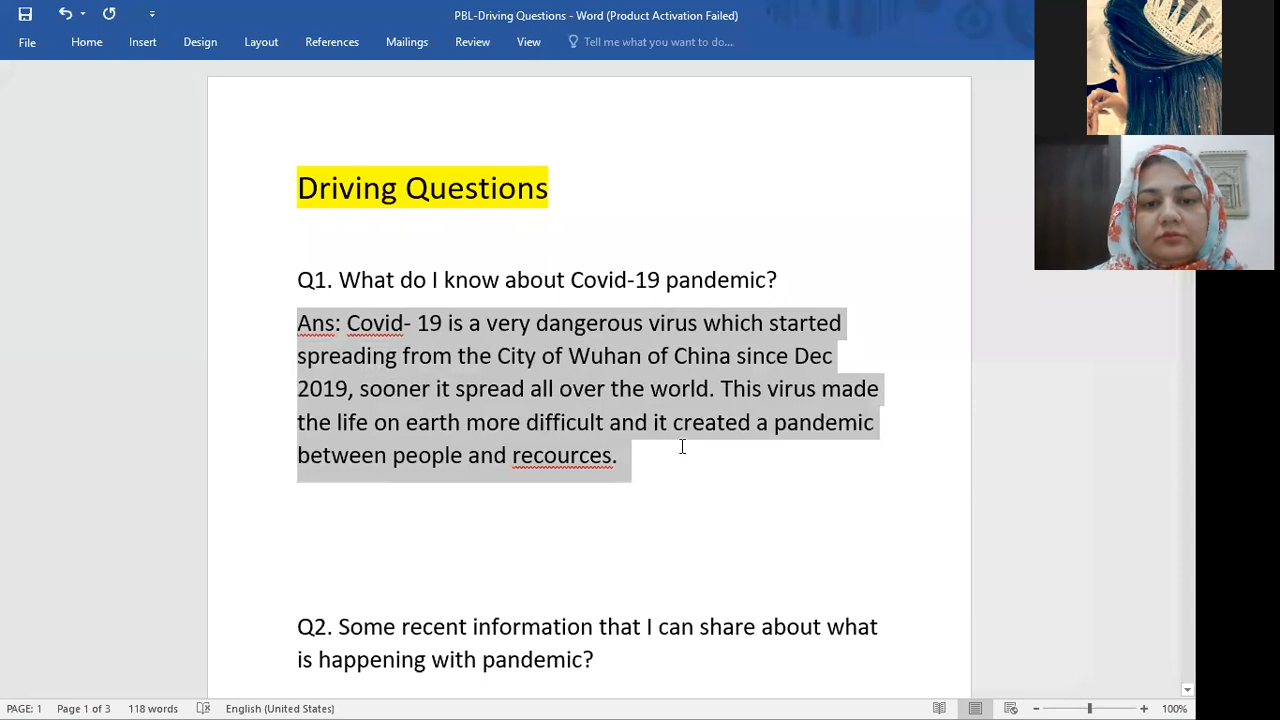 PBL-Driving Questions - Word (Product Activation Failed)
File Home Insert Design Layout References Mailings Review View Tell me what you want to do...
Driving Questions
Q1. What do I know about Covid-19 pandemic?
Ans: Covid- 19 is a very dangerous virus which started
spreading from the City of Wuhan of China since Dec
2019, sooner it spread all over the world. This virus made
the life on earth more difficult and it created a pandemic
between people and recources.
Q2. Some recent information that I can share about what
is happening with pandemic?
PAGE: 1 Page 1 of 3 118 words English (United States) 100%